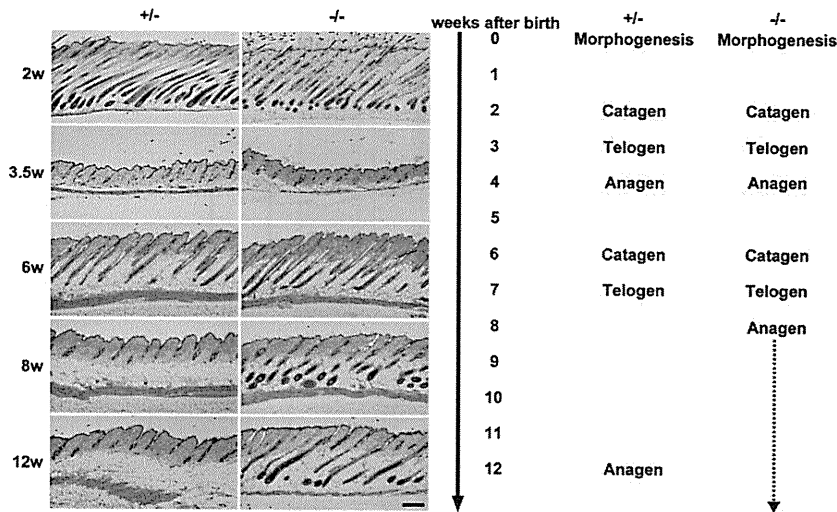 +/- -/-
2w
3.5w
6w
8w
12w
weeks after birth +/- -/-
0 Morphogenesis Morphogenesis
1
2 Catagen Catagen
3 Telogen Telogen
4 Anagen Anagen
5
6 Catagen Catagen
7 Telogen Telogen
8 Anagen
9
10
11
12 Anagen